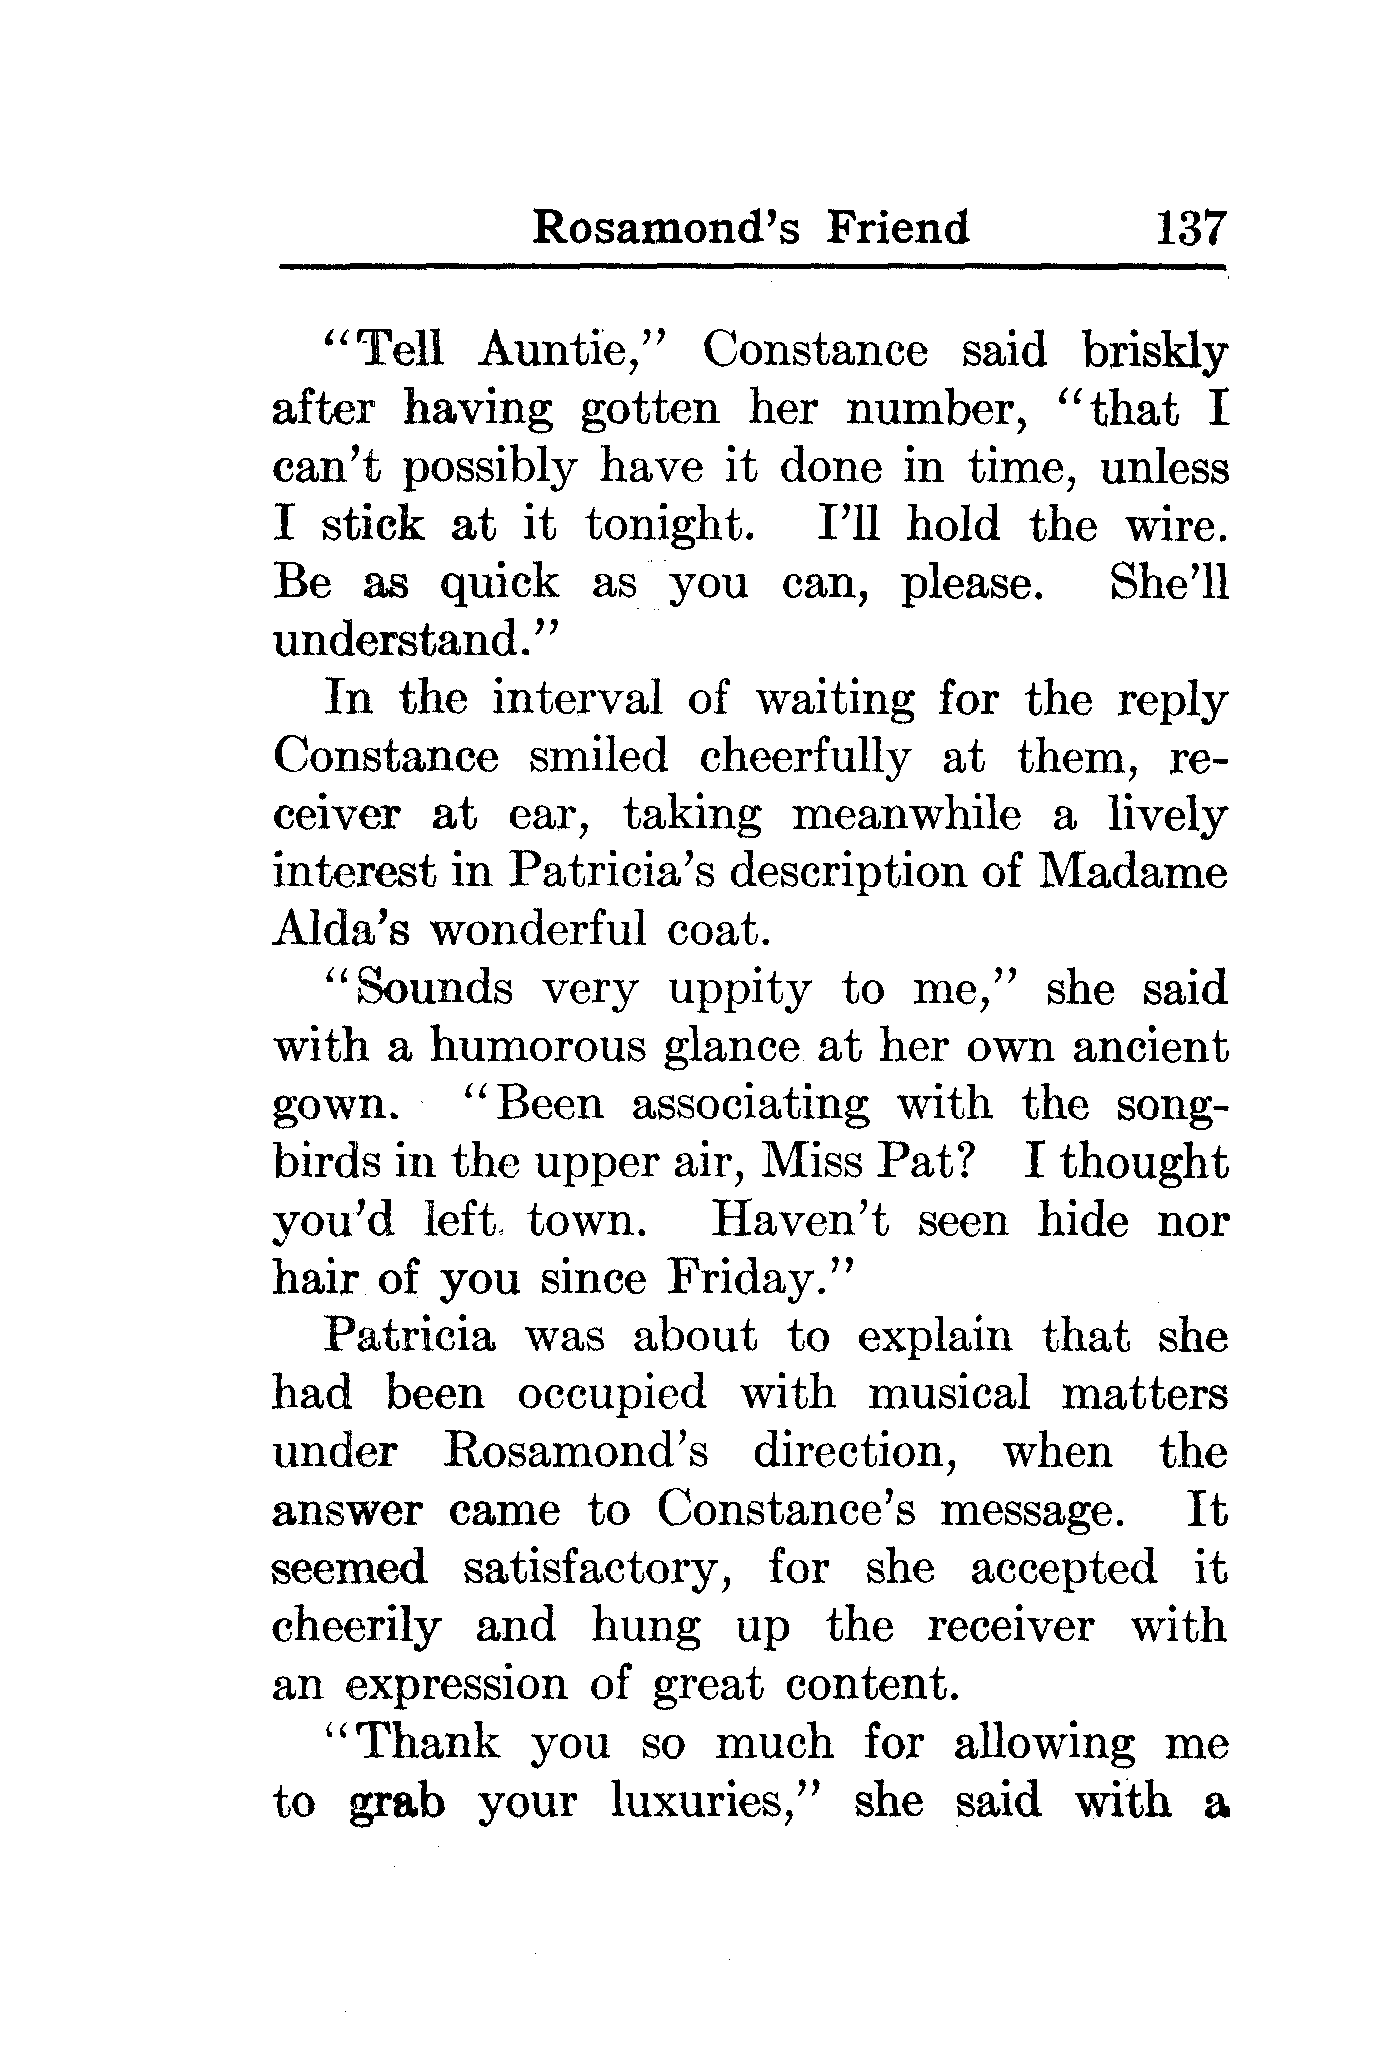 Rosamond's Friend 137
"Tell Auntie," Constance said briskly
after having gotten her number, "that I
can't possibly have it done in time, unless
I stick at it tonight. I'll hold the wire.
Be as quick as you can, please. She'll
understand."
In the interval of waiting for the reply
Constance smiled cheerfully at them, re-
ceiver at ear, taking meanwhile a lively
interest in Patricia's description of Madame
Alda's wonderful coat.
"Sounds very uppity to me," she said
with a humorous glance at her own ancient
gown. "Been associating with the song-
birds in the upper air, Miss Pat? I thought
you'd left town. Haven't seen hide nor
hair of you since Friday."
Patricia was about to explain that she
had been occupied with musical matters
under Rosamond's direction, when the
answer came to Constance's message. It
seemed satisfactory, for she accepted it
cheerily and hung up the receiver with
an expression of great content.
"Thank you so much for allowing me
to grab your luxuries," she said with a